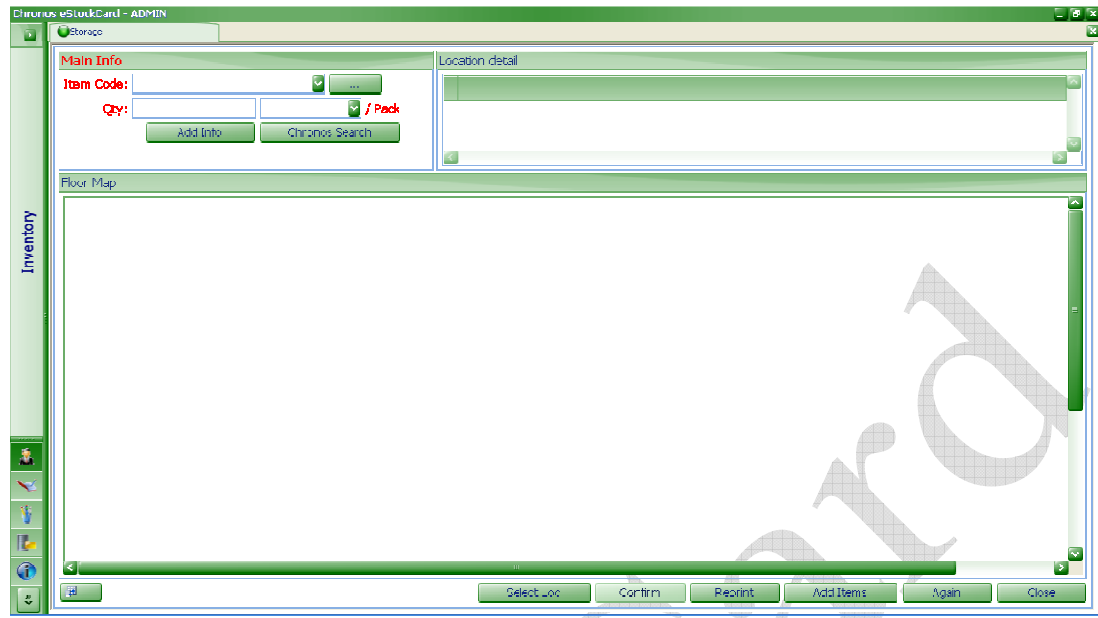 Chronos eStockCard - ADMIN
Storage
Main Info
Location detail
Item Code:
...
Qty:
/ Pack
Add Info
Chronos Search
Floor Map
Inventory
Select Loc
Confirm
Reprint
Add Items
Again
Close